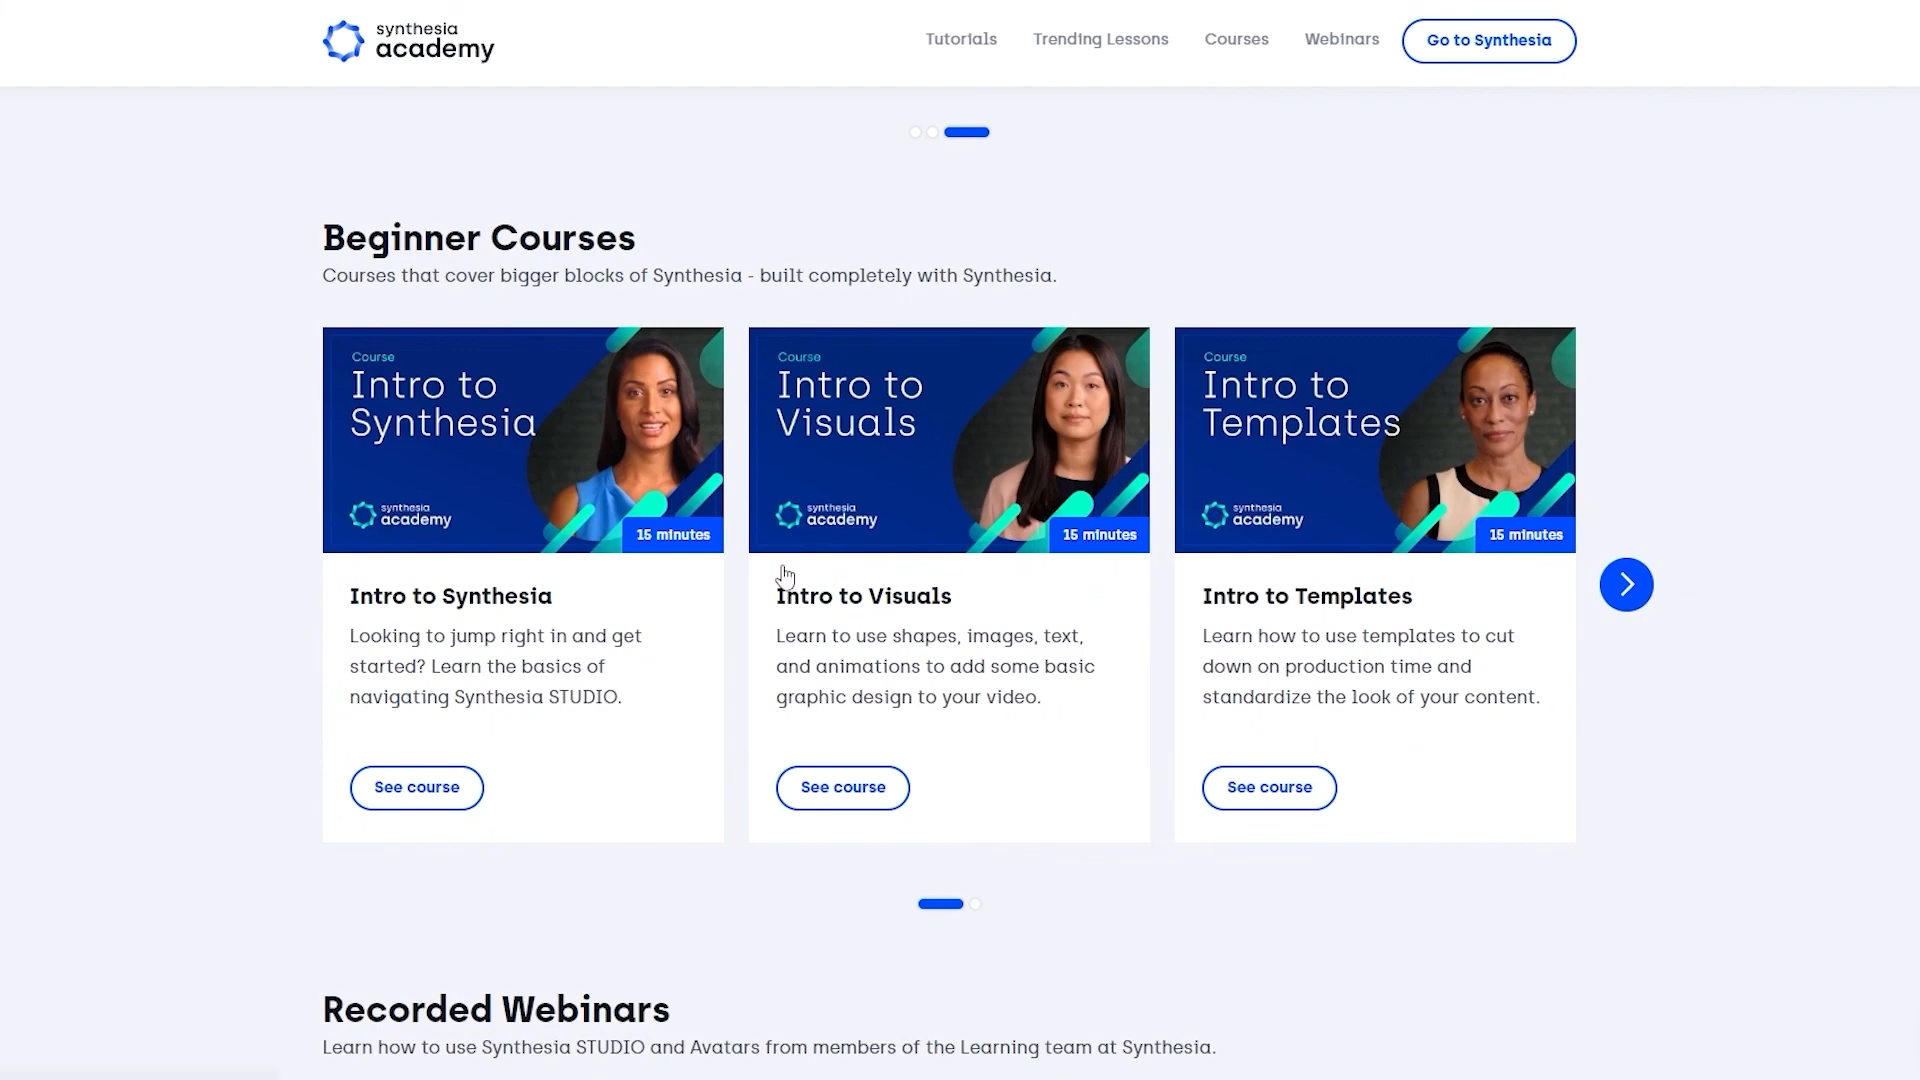 synthesia
academy
Tutorials
Trending Lessons
Courses
Webinars
Go to Synthesia
Beginner Courses
Courses that cover bigger blocks of Synthesia - built completely with Synthesia.
Course
Intro to
Synthesia
synthesia
academy
15 minutes
Intro to Synthesia
Looking to jump right in and get
started? Learn the basics of
navigating Synthesia STUDIO.
See course
Course
Intro to
Visuals
synthesia
academy
15 minutes
Intro to Visuals
Learn to use shapes, images, text,
and animations to add some basic
graphic design to your video.
See course
Course
Intro to
Templates
synthesia
academy
15 minutes
Intro to Templates
Learn how to use templates to cut
down on production time and
standardize the look of your content.
See course
Recorded Webinars
Learn how to use Synthesia STUDIO and Avatars from members of the Learning team at Synthesia.